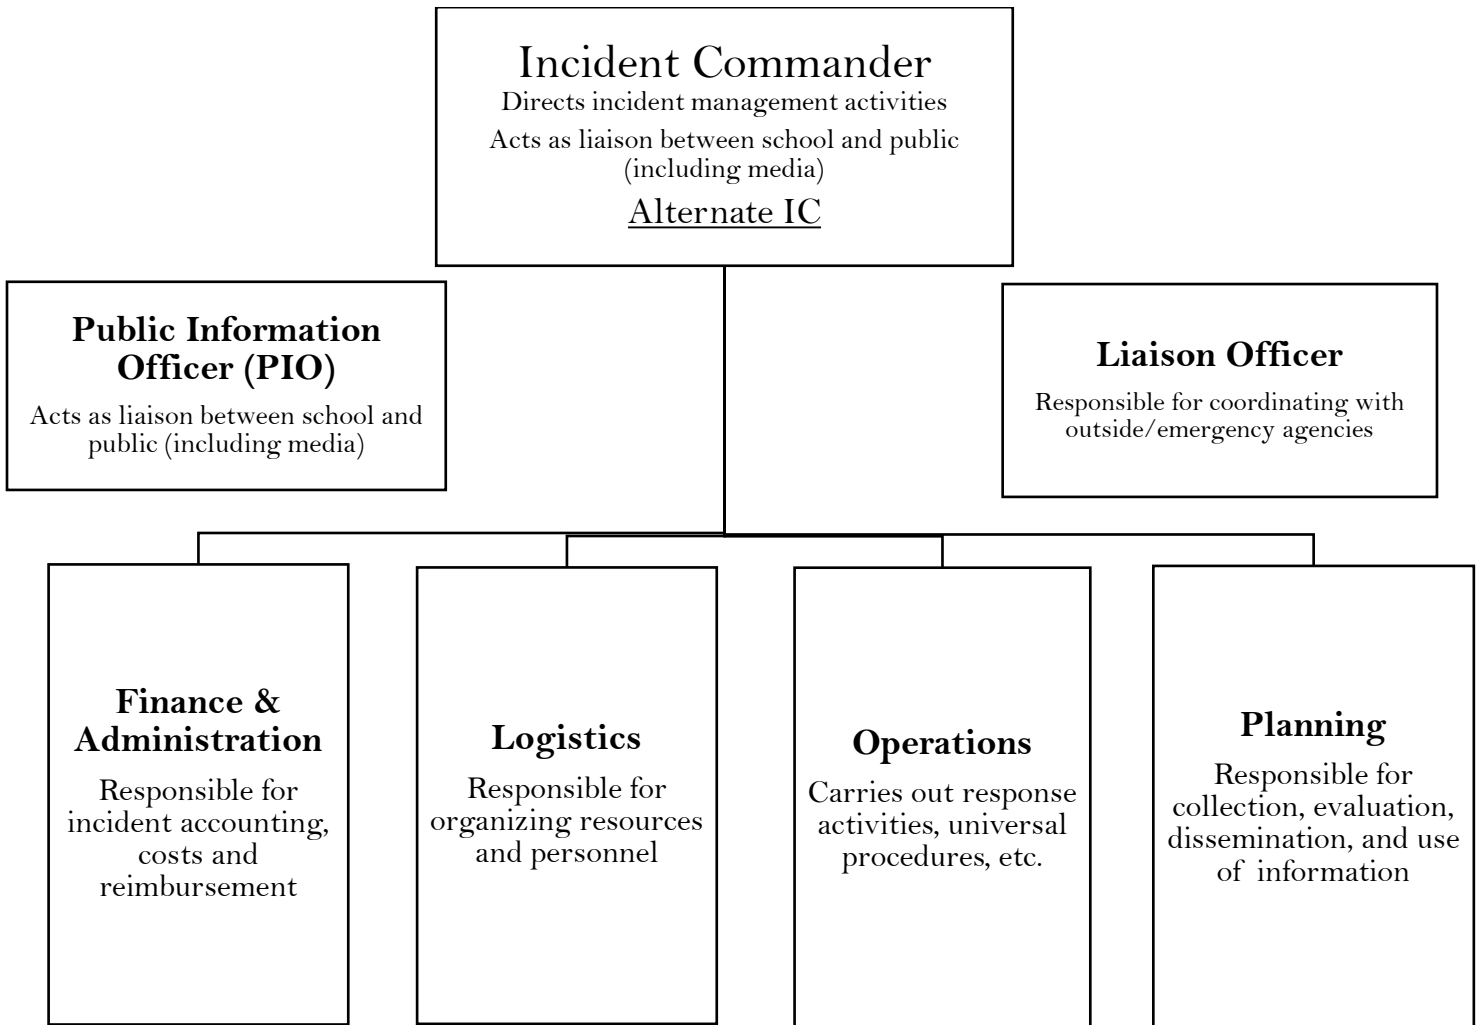 Incident Commander
Directs incident management activities
Acts as liaison between school and public
(including media)
Alternate IC
Public Information
Officer (PIO)
Acts as liaison between school and
public (including media)
Liaison Officer
Responsible for coordinating with
outside/emergency agencies
Finance &
Administration
Responsible for
incident accounting,
costs and
reimbursement
Logistics
Responsible for
organizing resources
and personnel
Operations
Carries out response
activities, universal
procedures, etc.
Planning
Responsible for
collection, evaluation,
dissemination, and use
of information